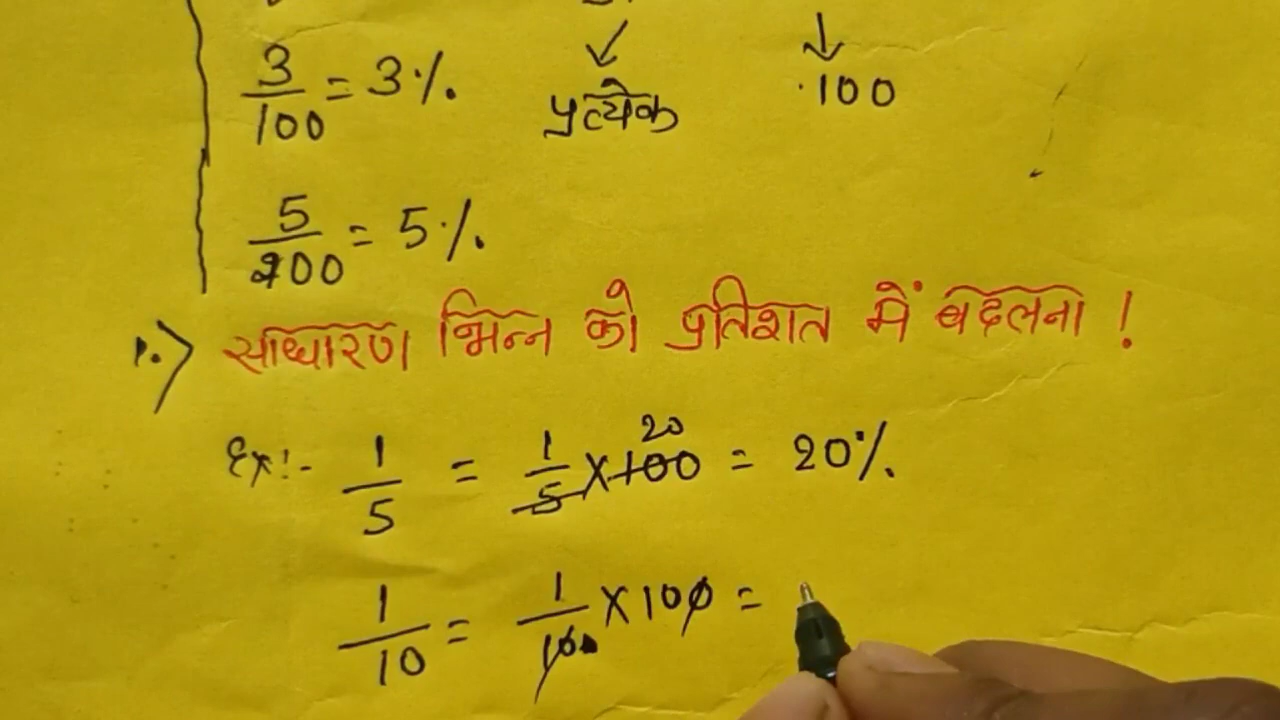 3/100 = 3% प्रत्येक 100
5/100 = 5%
1.> साधारण भिन्न को प्रतिशत में बदलना !
Ex:- 1/5 = 1/5 × 100 20 = 20%
1/10 = 1/10 × 100 =